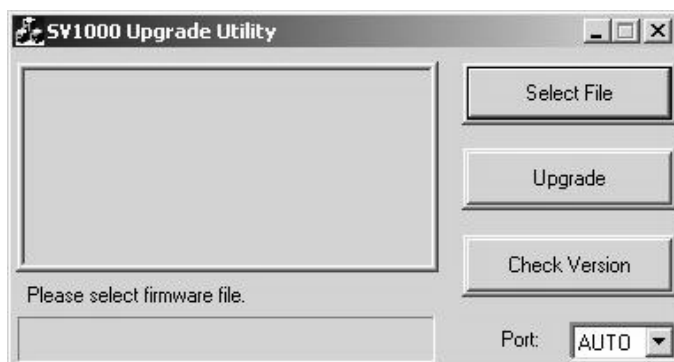 SV1000 Upgrade Utility
Select File
Upgrade
Check Version
Please select firmware file.
Port: AUTO